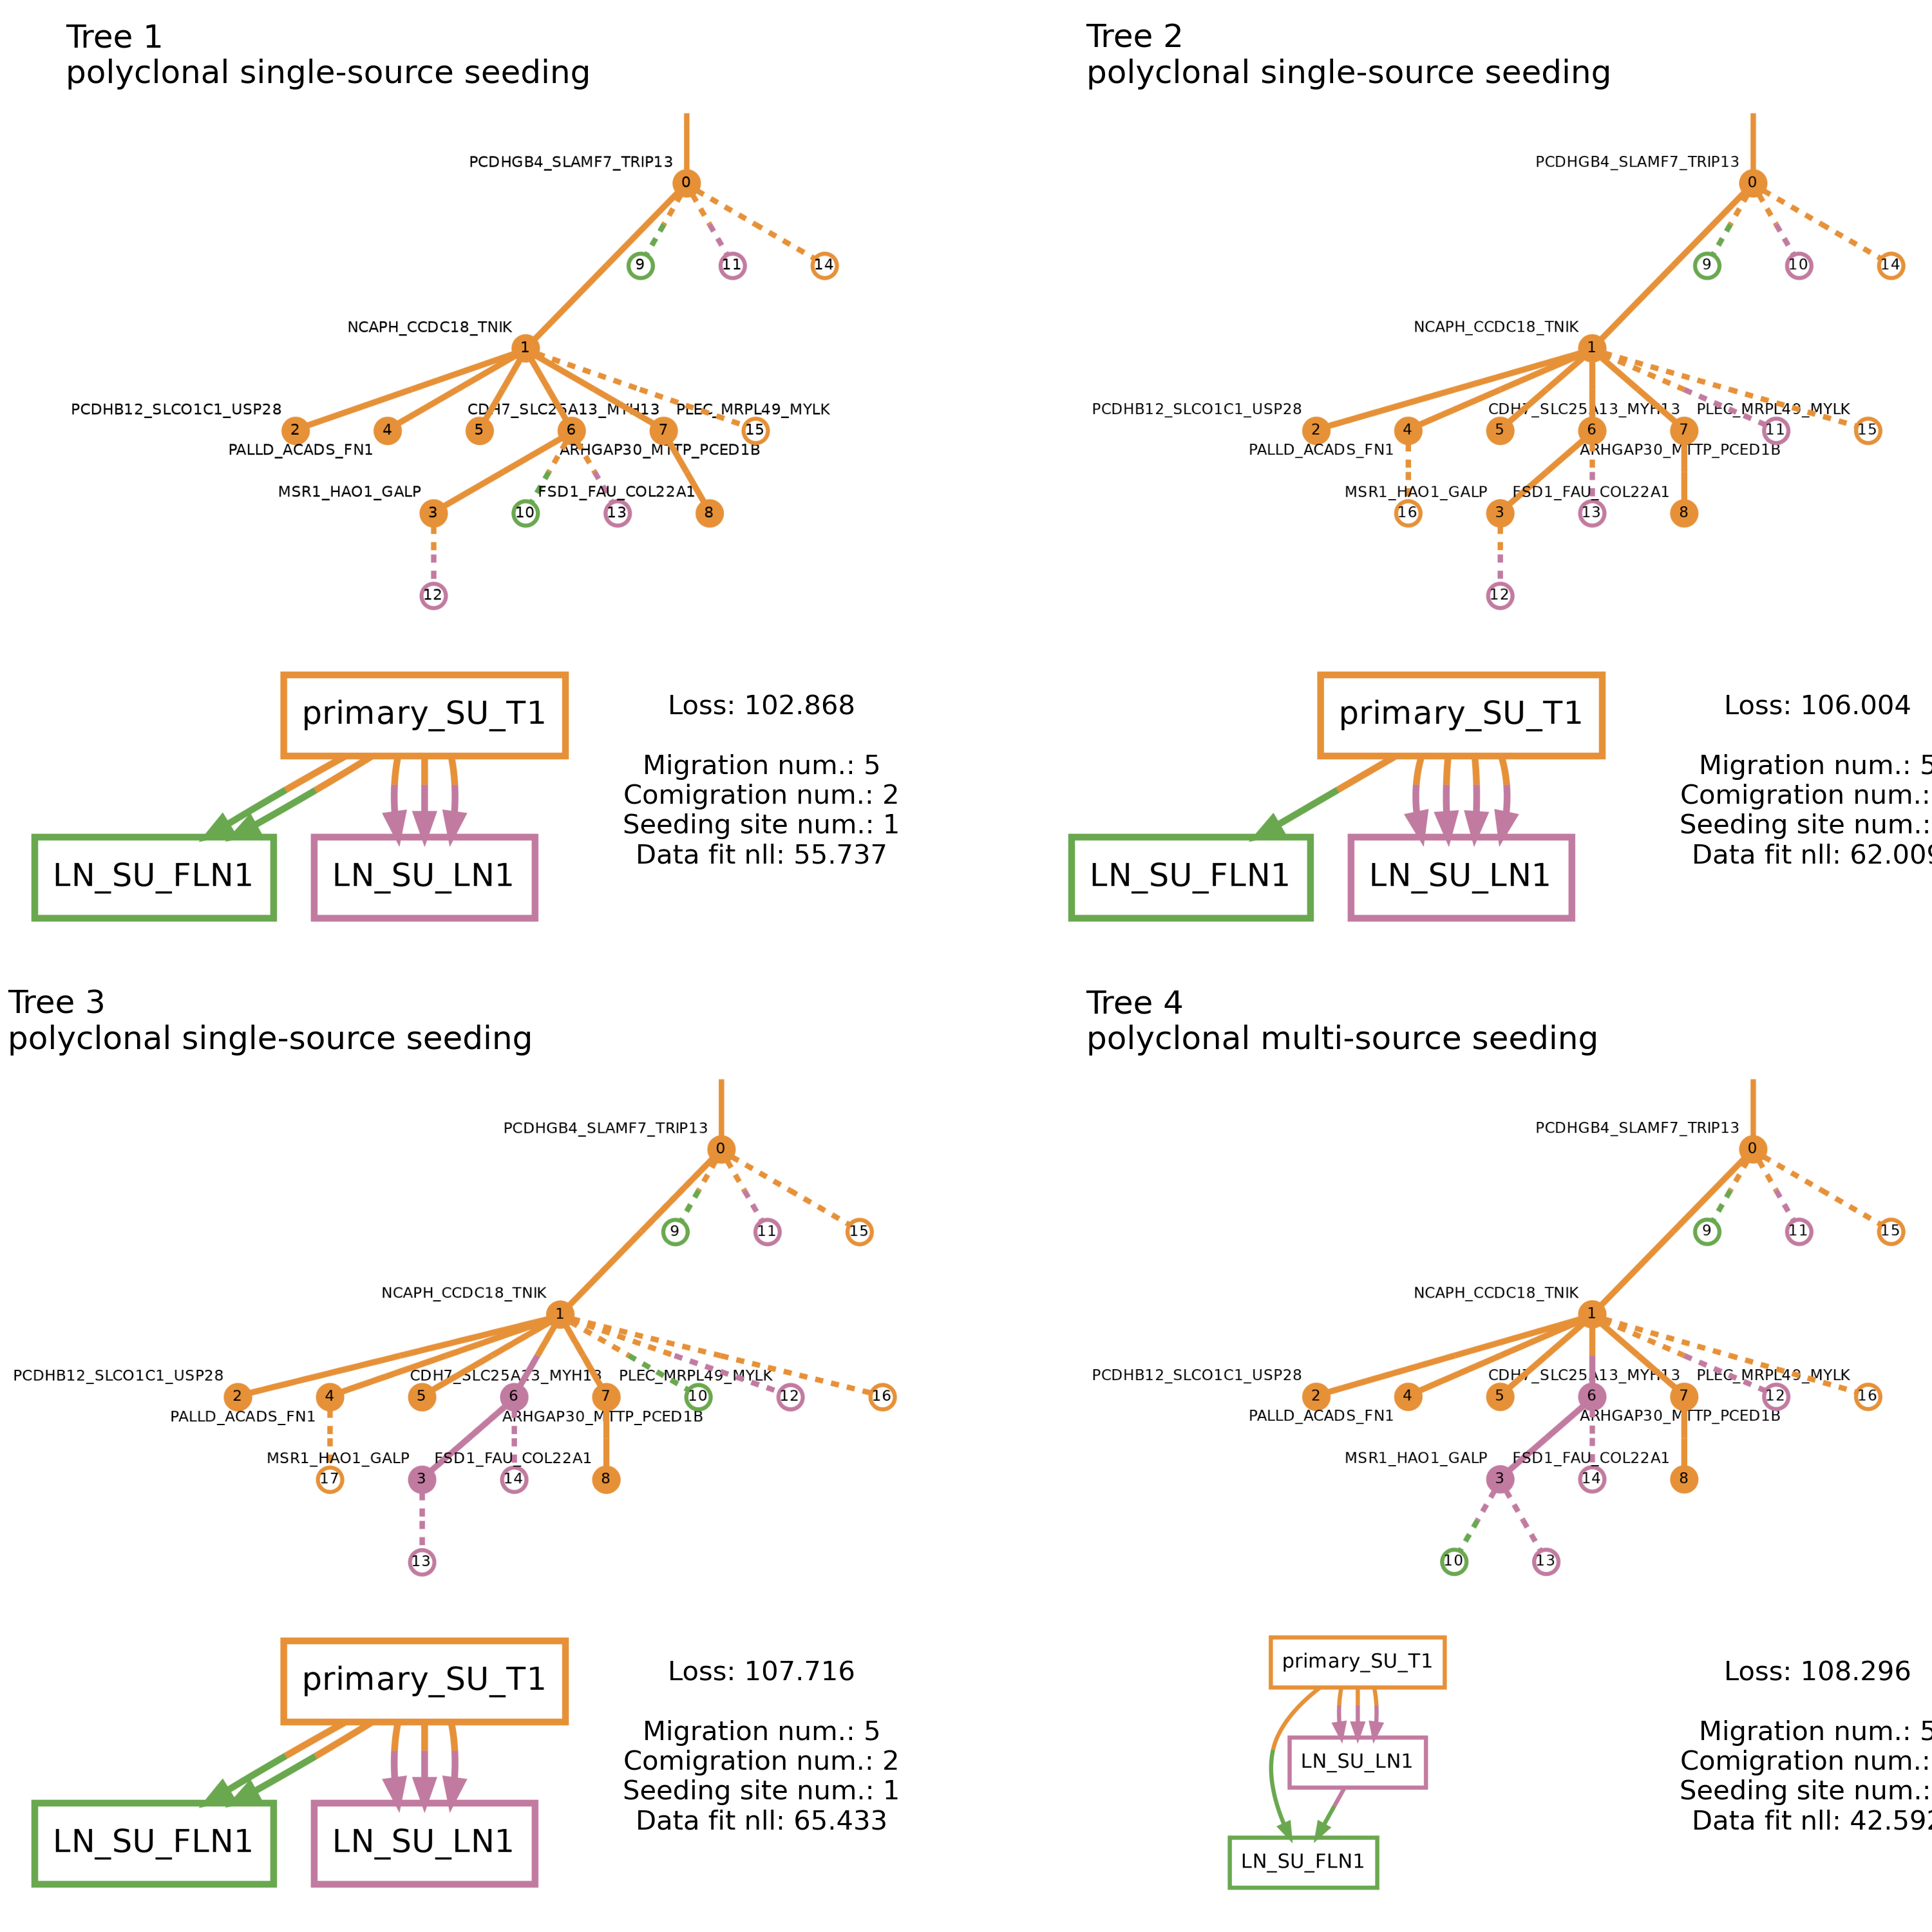 Tree 1
polyclonal single-source seeding
PCDHGB4_SLAMF7_TRIP13
0
9
11
14
NCAPH_CCDC18_TNIK
1
PCDHB12_SLCO1C1_USP28
CDH7_SLC25A13_MYH13
PLEC_MRPL49_MYLK
2
4
5
6
7
15
PALLD_ACADS_FN1
ARHGAP30_MTTP_PCED1B
MSR1_HAO1_GALP
FSD1_FAU_COL22A1
3
10
13
8
12
primary_SU_T1
LN_SU_FLN1
LN_SU_LN1
Loss: 102.868
Migration num.: 5
Comigration num.: 2
Seeding site num.: 1
Data fit nll: 55.737
Tree 2
polyclonal single-source seeding
PCDHGB4_SLAMF7_TRIP13
0
9
10
14
NCAPH_CCDC18_TNIK
1
PCDHB12_SLCO1C1_USP28
CDH7_SLC25A13_MYH13
PLEC_MRPL49_MYLK
2
4
5
6
7
11
15
PALLD_ACADS_FN1
ARHGAP30_MTTP_PCED1B
MSR1_HAO1_GALP
FSD1_FAU_COL22A1
16
3
13
8
12
primary_SU_T1
LN_SU_FLN1
LN_SU_LN1
Loss: 106.004
Migration num.: 5
Comigration num.:
Seeding site num.:
Data fit nll: 62.009
Tree 3
polyclonal single-source seeding
PCDHGB4_SLAMF7_TRIP13
0
9
11
15
NCAPH_CCDC18_TNIK
1
PCDHB12_SLCO1C1_USP28
CDH7_SLC25A13_MYH13
PLEC_MRPL49_MYLK
2
4
5
6
7
10
12
16
PALLD_ACADS_FN1
ARHGAP30_MTTP_PCED1B
MSR1_HAO1_GALP
FSD1_FAU_COL22A1
17
3
14
8
13
primary_SU_T1
LN_SU_FLN1
LN_SU_LN1
Loss: 107.716
Migration num.: 5
Comigration num.: 2
Seeding site num.: 1
Data fit nll: 65.433
Tree 4
polyclonal multi-source seeding
PCDHGB4_SLAMF7_TRIP13
0
9
11
15
NCAPH_CCDC18_TNIK
1
PCDHB12_SLCO1C1_USP28
CDH7_SLC25A13_MYH13
PLEC_MRPL49_MYLK
2
4
5
6
7
12
16
PALLD_ACADS_FN1
ARHGAP30_MTTP_PCED1B
MSR1_HAO1_GALP
FSD1_FAU_COL22A1
3
14
8
10
13
primary_SU_T1
LN_SU_LN1
LN_SU_FLN1
Loss: 108.296
Migration num.: 5
Comigration num.:
Seeding site num.:
Data fit nll: 42.592